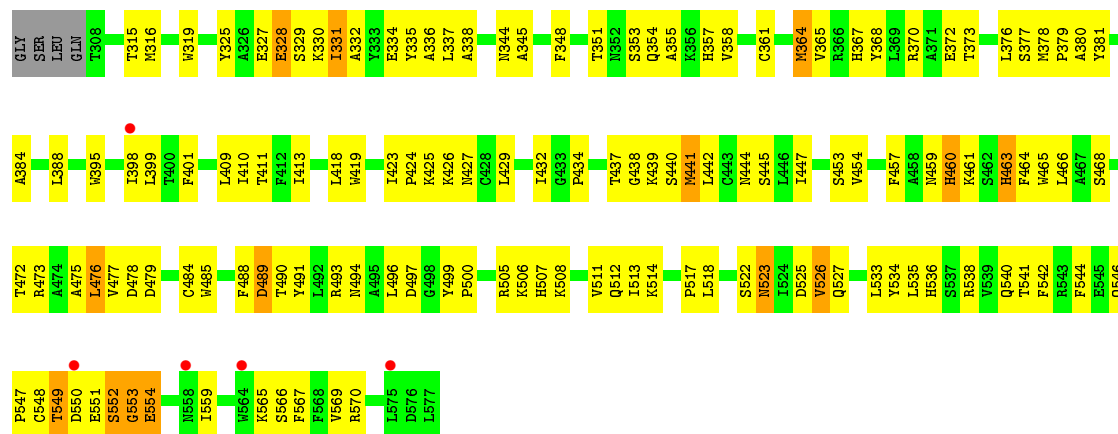 GLY SER LEU GLN T308 T315 M316 W319 Y325 A326 E327 E328 S329 K330 I331 A332 Y333 E334 Y335 A336 L337 A338 N344 A345 F348 T351 N352 S353 Q354 A355 K356 H357 V358 C361 M364 V365 R366 H367 Y368 L369 R370 A371 E372 T373 L376 S377 M378 P379 A380 Y381
A384 L388 W395 I398 L399 T400 F401 L409 I410 T411 F412 I413 L418 W419 I423 P424 K425 K426 N427 C428 L429 I432 G433 P434 T437 G438 K439 S440 M441 L442 C443 N444 S445 L446 I447 S453 V454 F457 A458 N459 H460 K461 S462 H463 F464 W465 L466 A467 S468
T472 R473 A474 A475 L476 V477 D478 D479 C484 W485 F488 D489 T490 Y491 L492 R493 N494 A495 L496 D497 G498 Y499 P500 R505 K506 H507 K508 V511 Q512 I513 K514 P517 L518 S522 N523 I524 D525 V526 Q527 L533 Y534 L535 H536 S537 R538 V539 Q540 T541 F542 R543 F544 E545 Q546
P547 C548 T549 D550 E551 S552 G553 E554 N558 I559 W564 K565 S566 F567 F568 V569 R570 L575 D576 L577